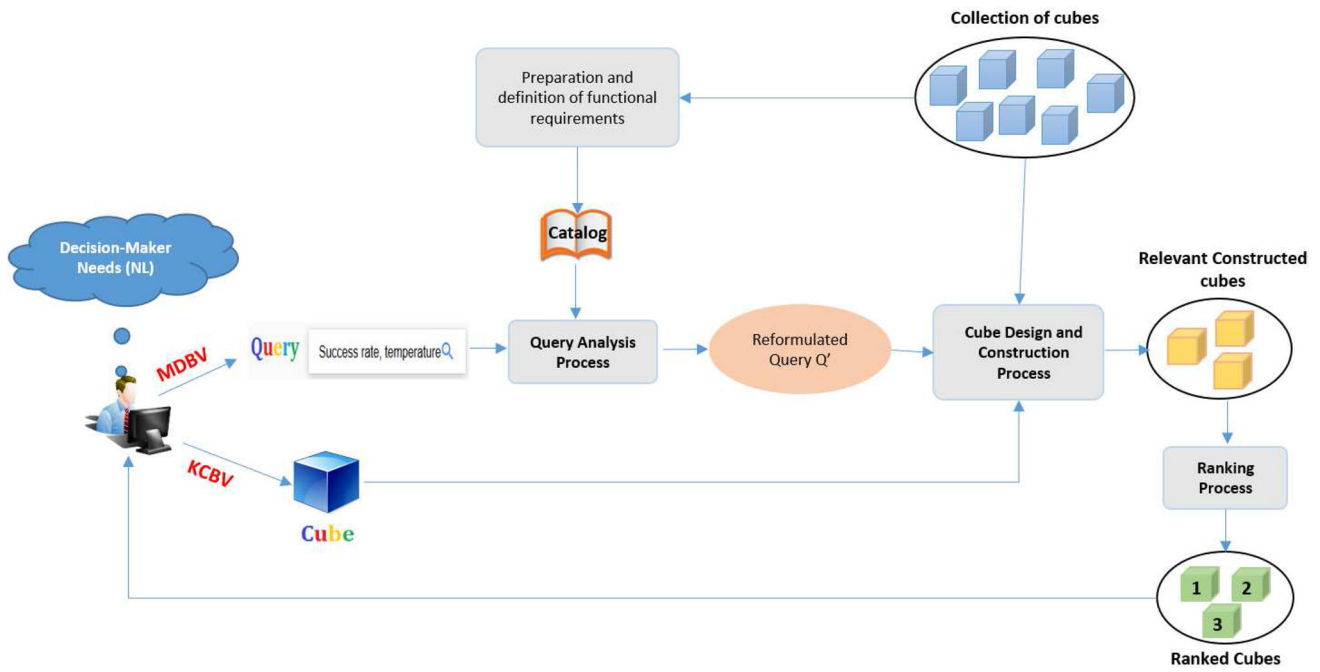 Collection of cubes
Preparation and
definition of functional
requirements
Catalog
Decision-Maker
Needs (NL)
Relevant Constructed
cubes
MDBV
Query
Success rate, temperature
Query Analysis
Process
Reformulated
Query Q’
Cube Design and
Construction
Process
KCBV
Cube
Ranking
Process
1
2
3
Ranked Cubes